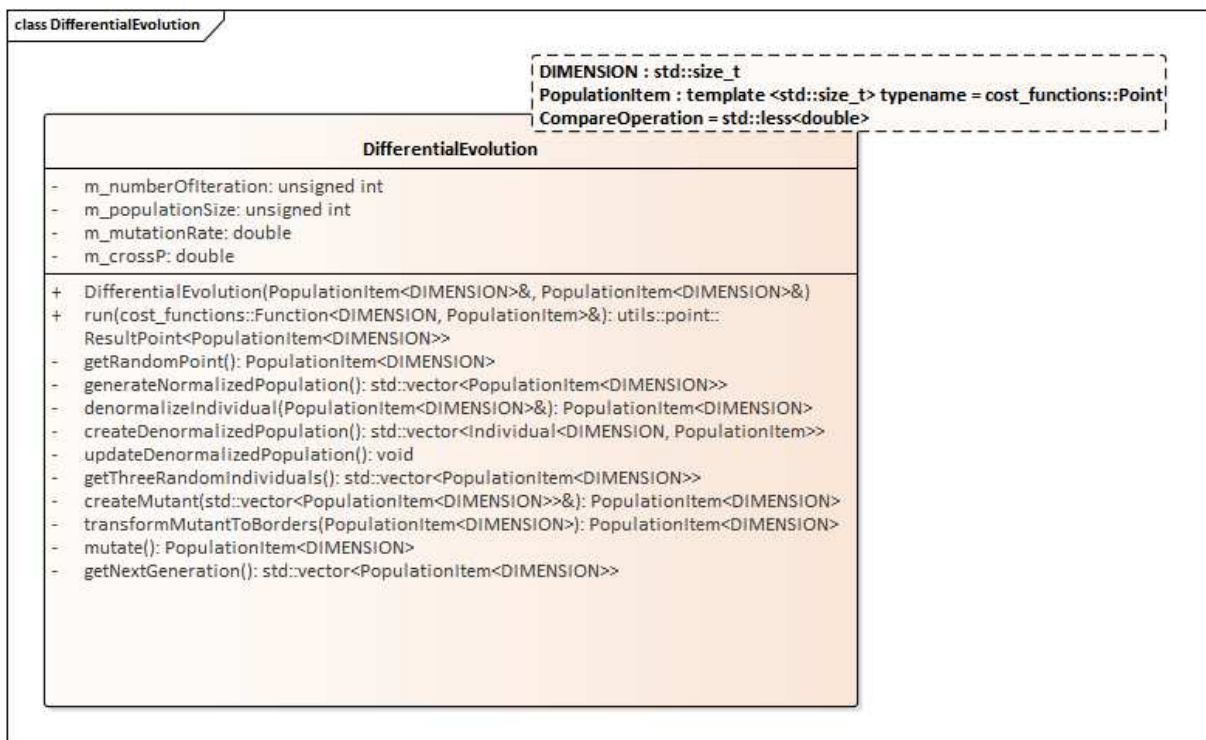 class DifferentialEvolution
DIMENSION : std::size_t
PopulationItem : template <std::size_t> typename = cost_functions::Point
CompareOperation = std::less<double>
DifferentialEvolution
- m_numberOfIteration: unsigned int
- m_populationSize: unsigned int
- m_mutationRate: double
- m_crossP: double
+ DifferentialEvolution(PopulationItem<DIMENSION>&, PopulationItem<DIMENSION>&)
+ run(cost_functions::Function<DIMENSION, PopulationItem>&): utils::point::
ResultPoint<PopulationItem<DIMENSION>>
- getRandomPoint(): PopulationItem<DIMENSION>
- generateNormalizedPopulation(): std::vector<PopulationItem<DIMENSION>>
- denormalizeIndividual(PopulationItem<DIMENSION>&): PopulationItem<DIMENSION>
- createDenormalizedPopulation(): std::vector<Individual<DIMENSION, PopulationItem>>
- updateDenormalizedPopulation(): void
- getThreeRandomIndividuals(): std::vector<PopulationItem<DIMENSION>>
- createMutant(std::vector<PopulationItem<DIMENSION>>&): PopulationItem<DIMENSION>
- transformMutantToBorders(PopulationItem<DIMENSION>): PopulationItem<DIMENSION>
- mutate(): PopulationItem<DIMENSION>
- getNextGeneration(): std::vector<PopulationItem<DIMENSION>>